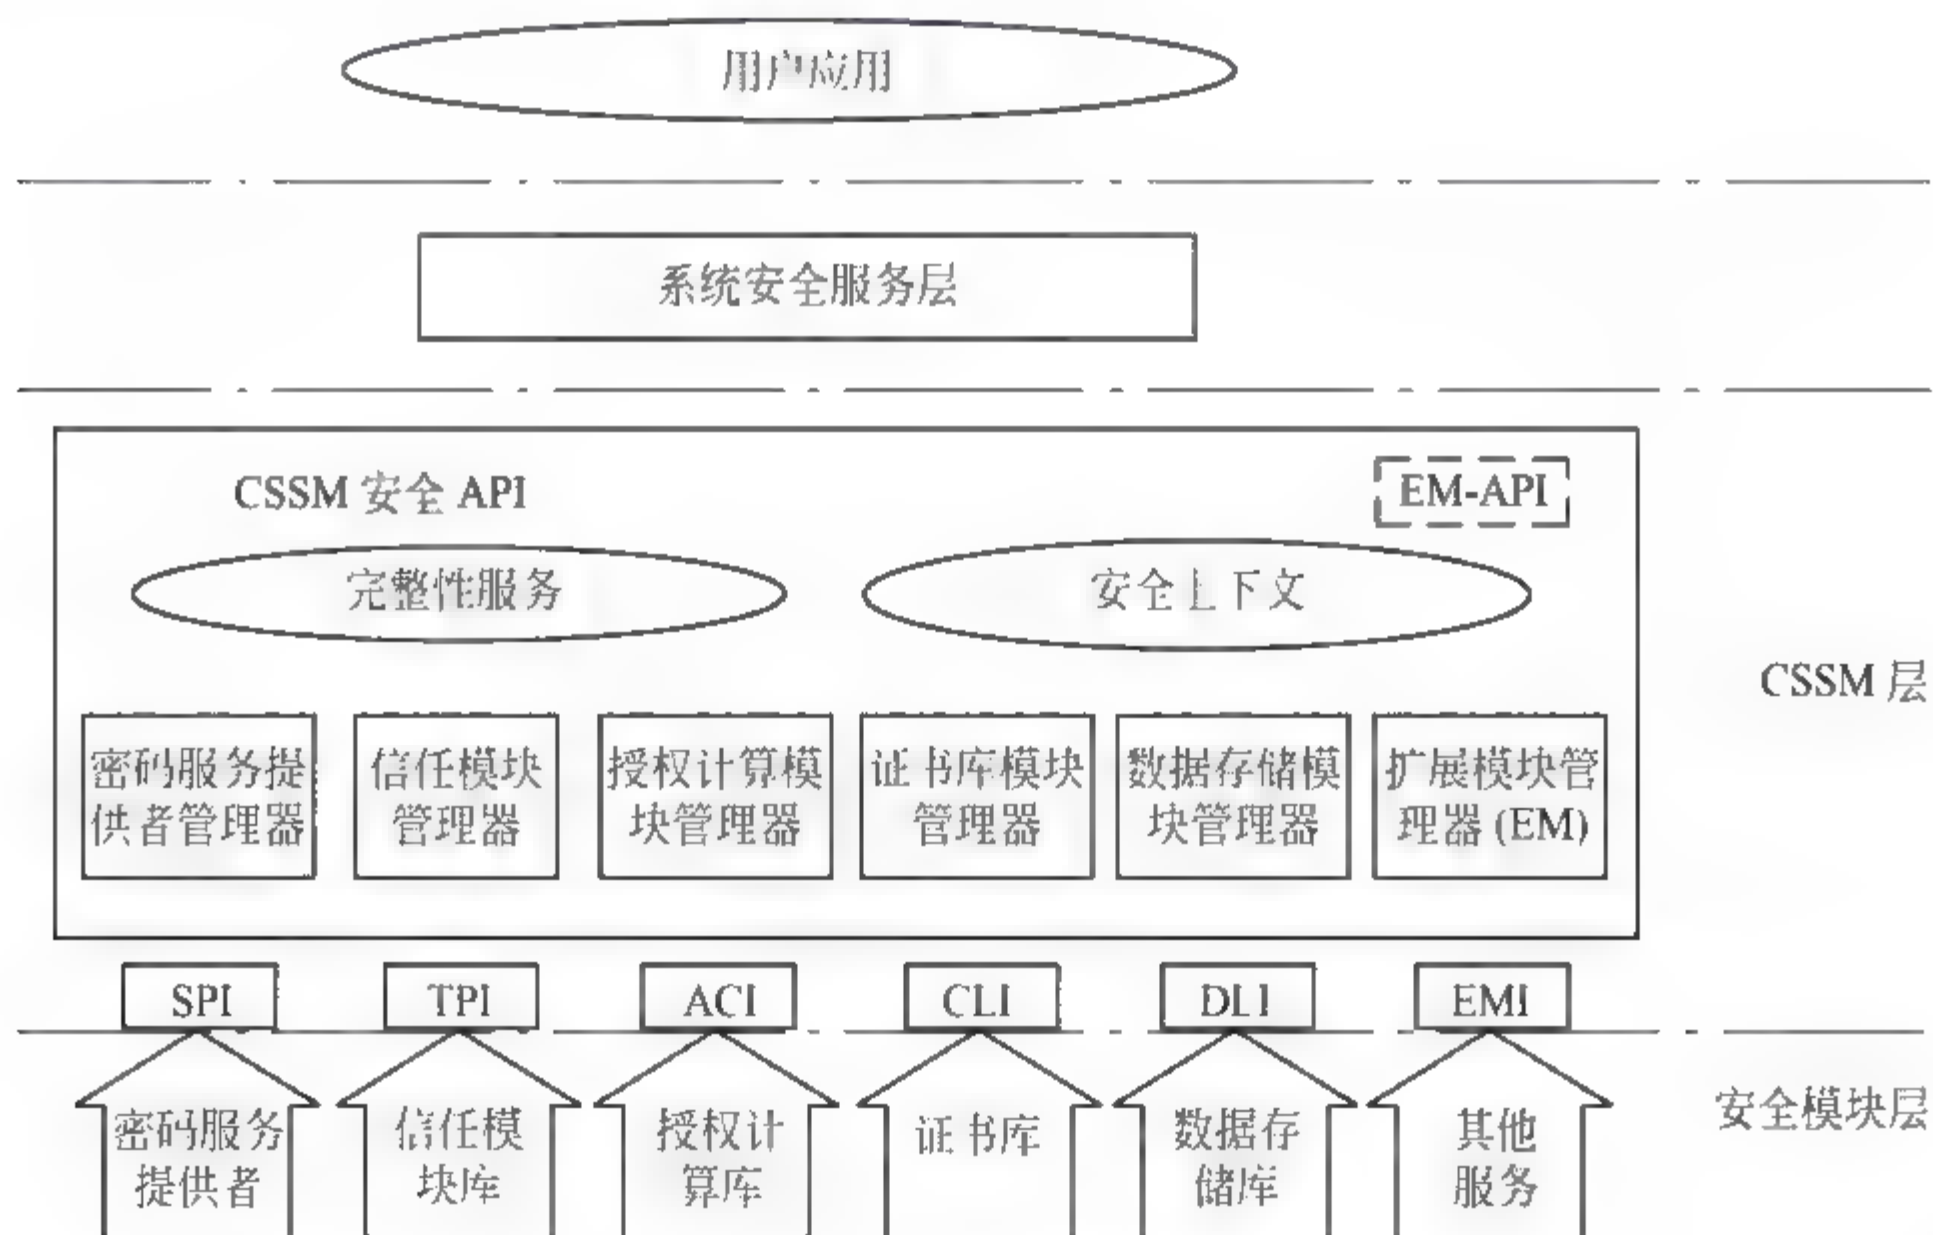 用户应用
系统安全服务层
CSSM 安全 API
EM-API
完整性服务
安全上下文
CSSM 层
密码服务提
供者管理器
信任模块
管理器
授权计算模
块管理器
证书库模块
管理器
数据存储模
块管理器
扩展模块管
理器 (EM)
SPI
TPI
ACI
CLI
DLI
EMI
密码服务
提供者
信任模
块库
授权计
算库
证书库
数据存
储库
其他
服务
安全模块层